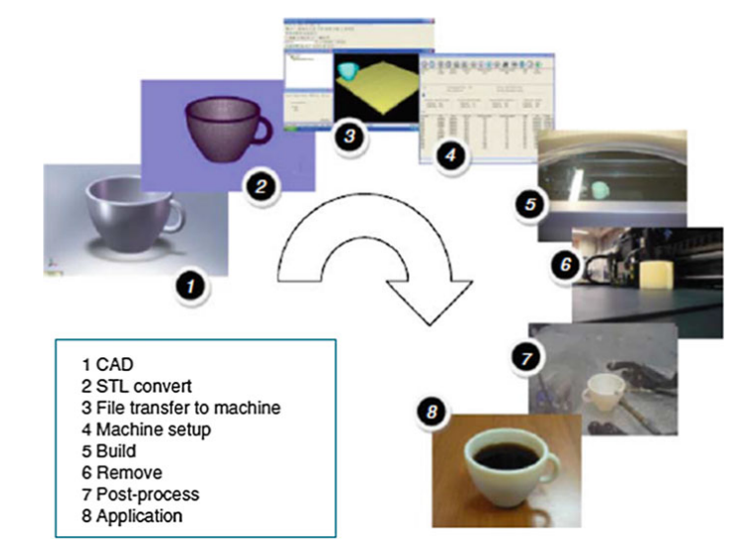 1
2
3
4
5
6
7
8
1 CAD
2 STL convert
3 File transfer to machine
4 Machine setup
5 Build
6 Remove
7 Post-process
8 Application